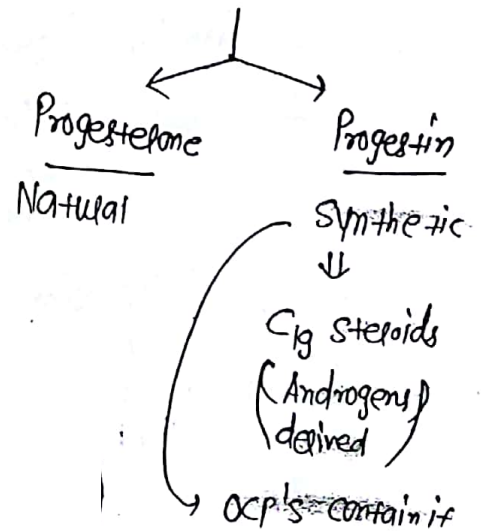 Progesterone
Natural
Progestin
Synthetic
C19 steroids
(Androgens
derived)
OCP's contain it